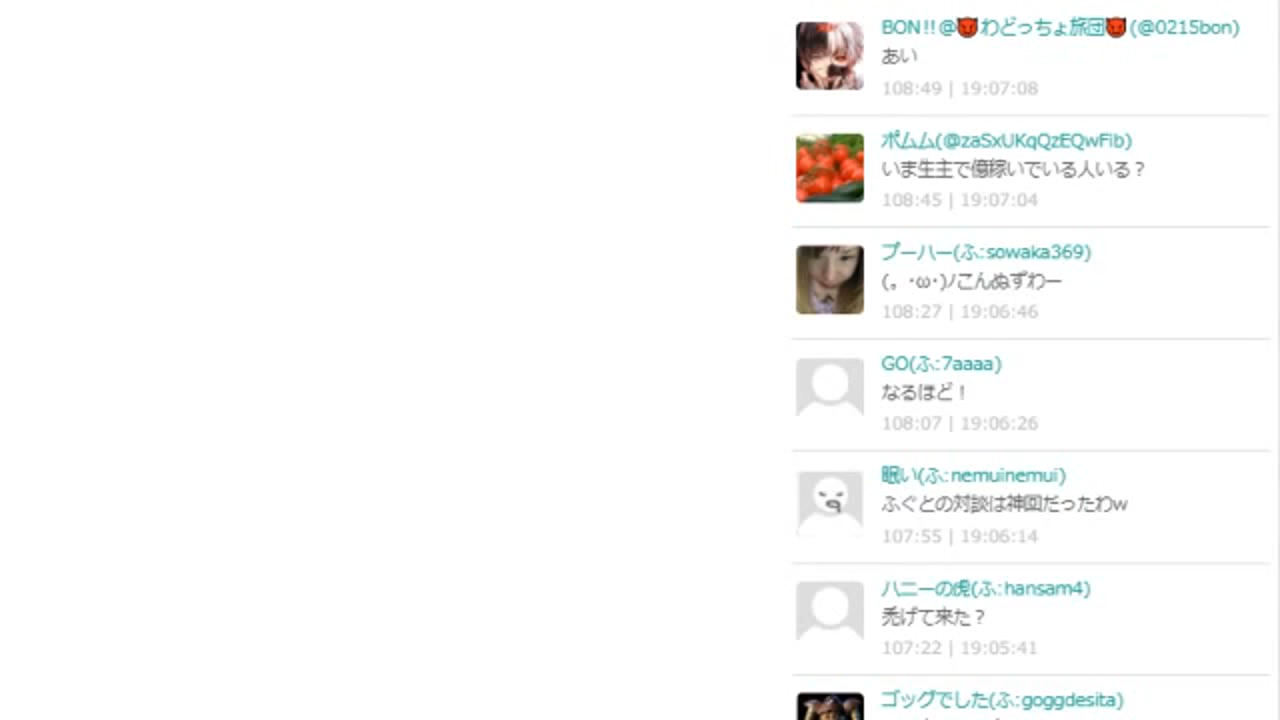 BON!!@👹わどっちょ旅団👹(@0215bon)
あい
108:49 | 19:07:08
ポムム(@zaSxUKqQzEQwFib)
いま生主で億稼いでいる人いる？
108:45 | 19:07:04
プーハー(ふ:sowaka369)
(。･ω･)ﾉこんぬずわー
108:27 | 19:06:46
GO(ふ:7aaaa)
なるほど！
108:07 | 19:06:26
眠い(ふ:nemuinemui)
ふぐとの対談は神回だったわw
107:55 | 19:06:14
ハニーの虎(ふ:hansam4)
禿げて来た？
107:22 | 19:05:41
ゴッグでした(ふ:goggdesita)